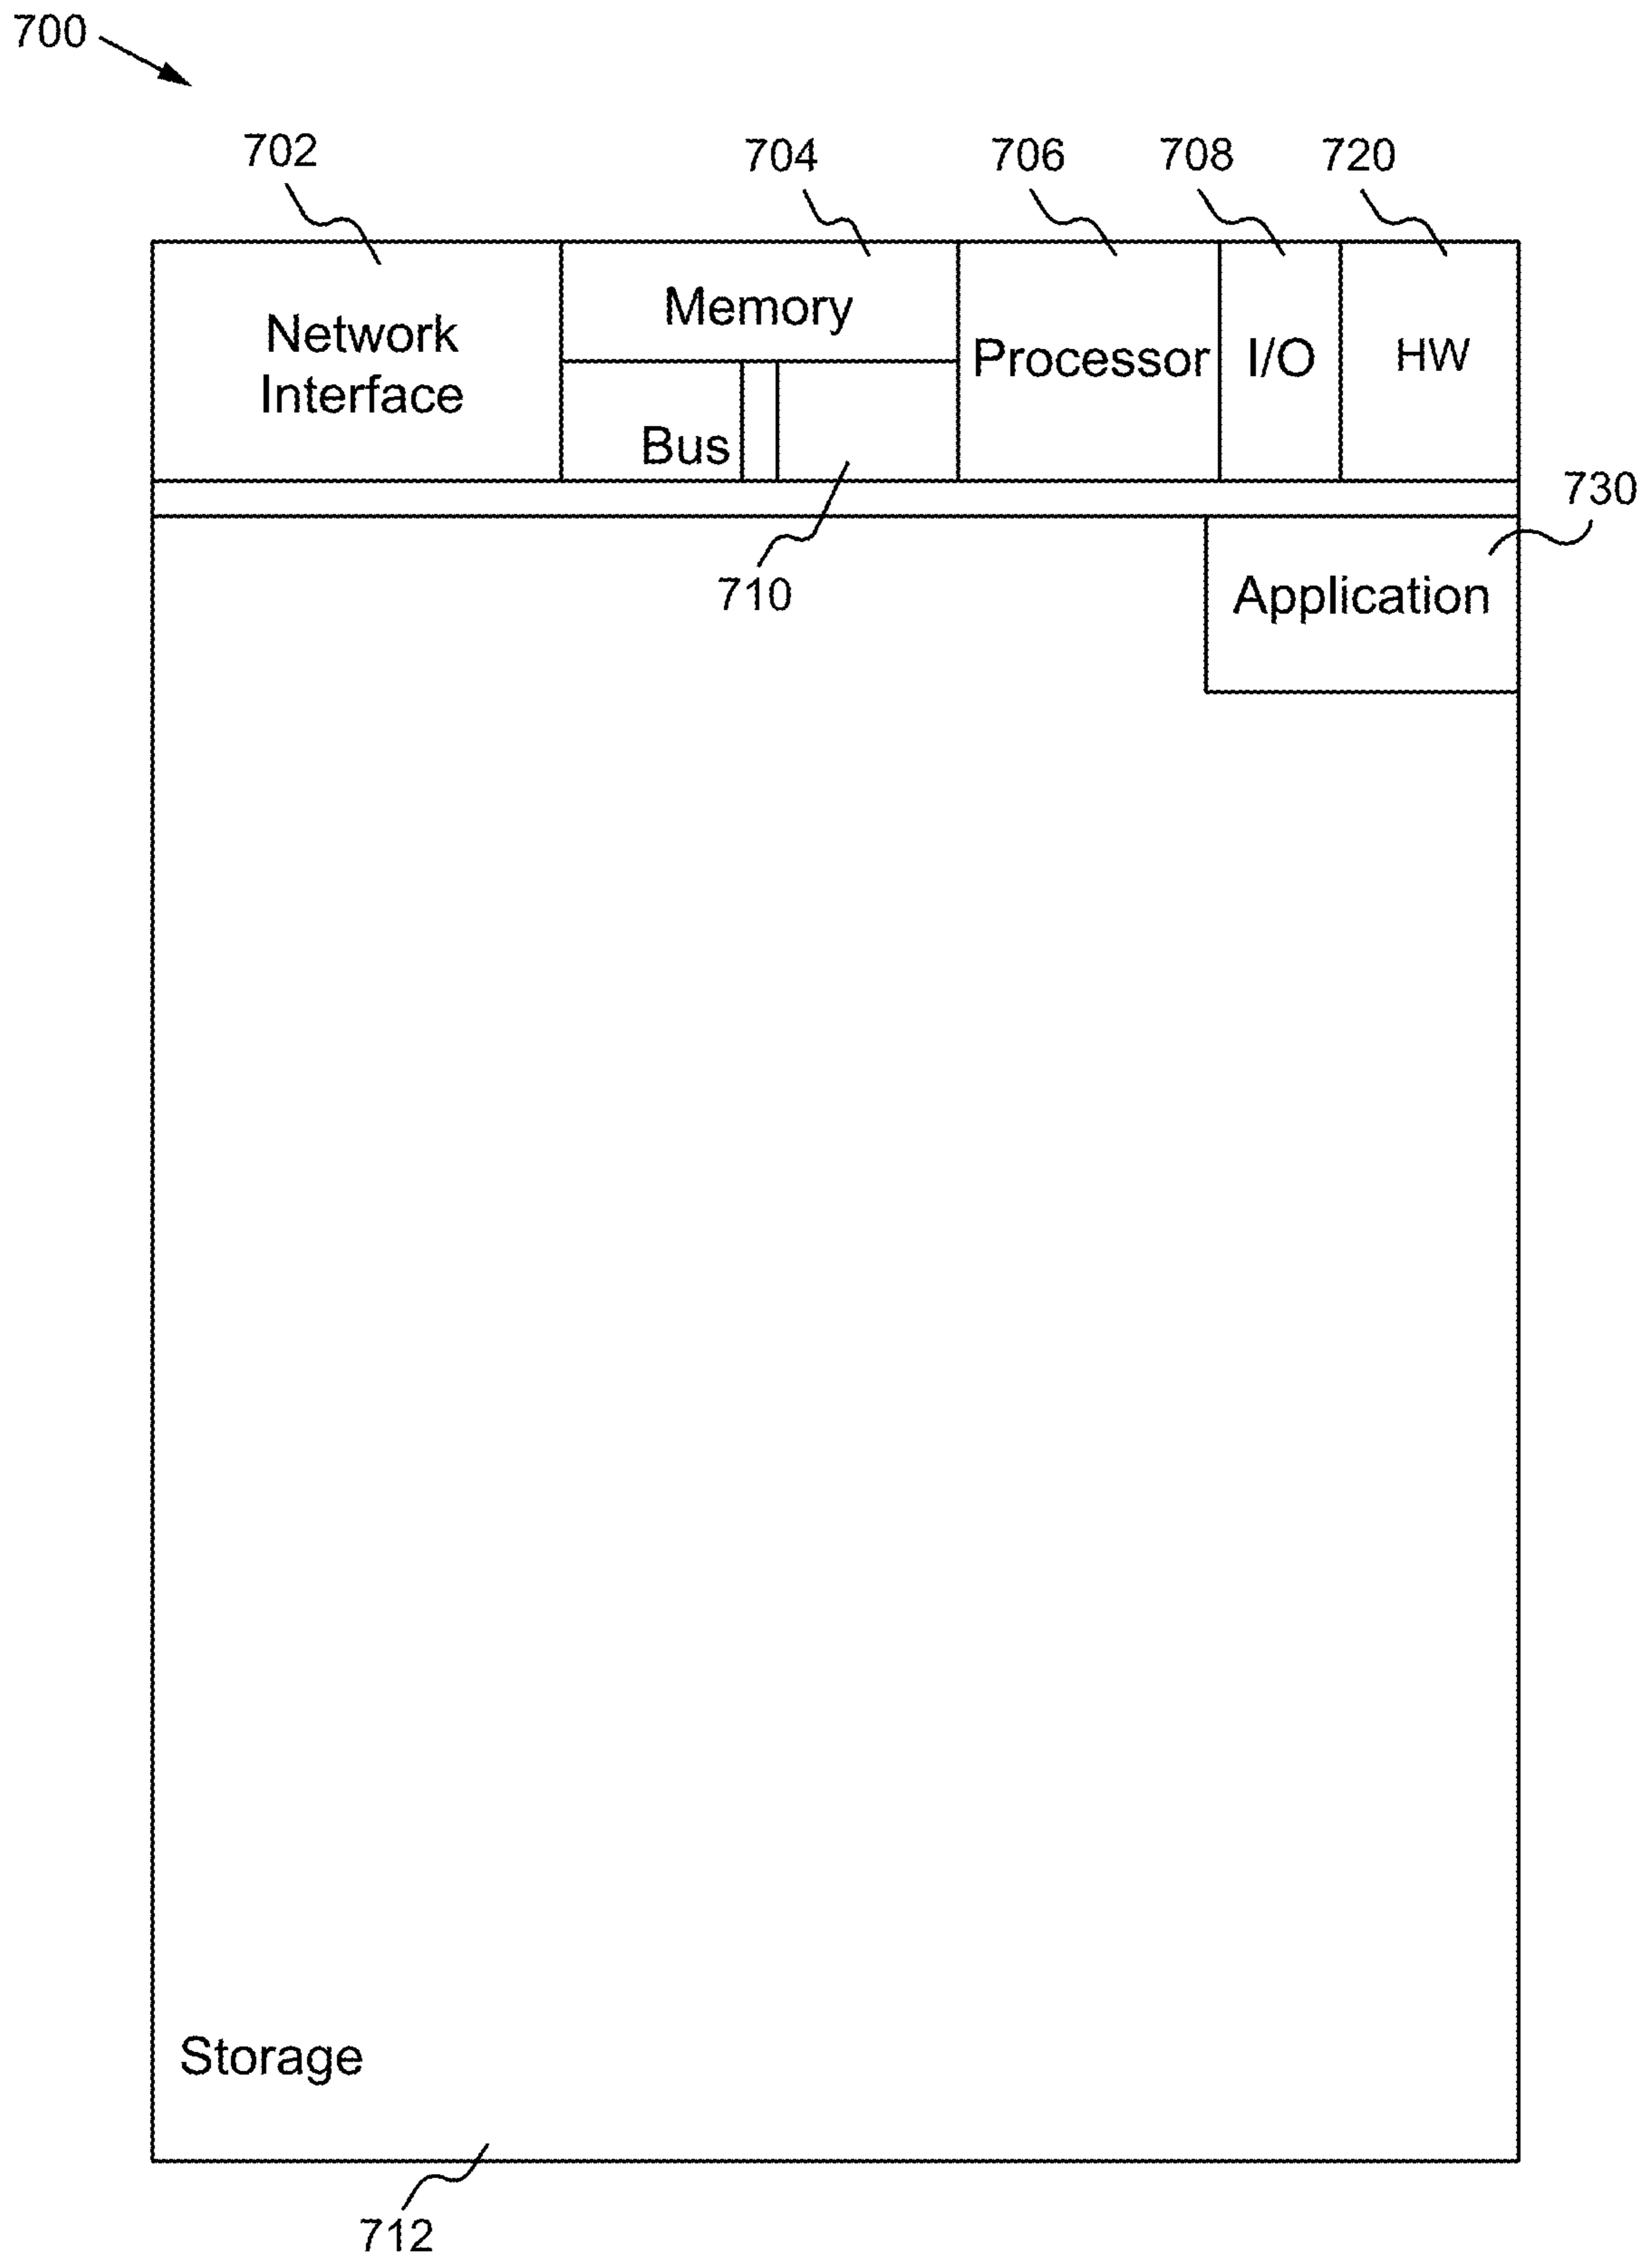 700
702
704
706
708
720
Network
Interface
Memory
Processor
I/O
HW
Bus
730
710
Application
Storage
712